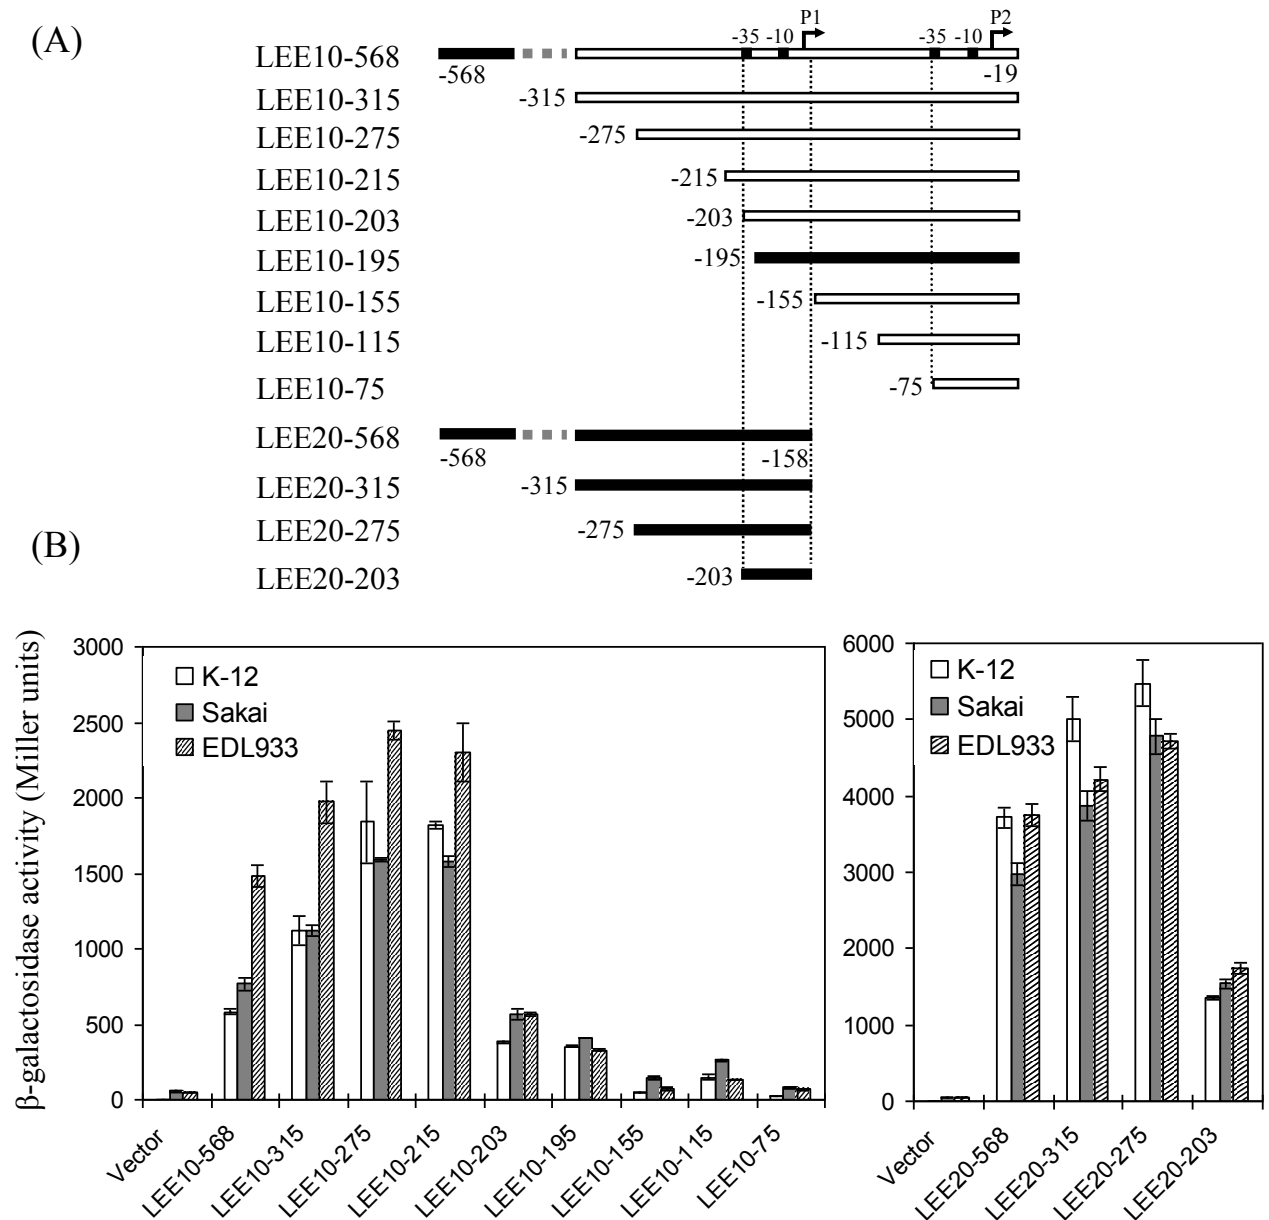 (A)
P1
P2
-35 -10
-35 -10
LEE10-568
-568
-19
LEE10-315
-315
LEE10-275
-275
LEE10-215
-215
LEE10-203
-203
LEE10-195
-195
LEE10-155
-155
LEE10-115
-115
LEE10-75
-75
LEE20-568
-568
-158
LEE20-315
-315
LEE20-275
-275
LEE20-203
-203
(B)
β-galactosidase activity (Miller units)
3000
2500
2000
1500
1000
500
0
K-12
Sakai
EDL933
Vector
LEE10-568
LEE10-315
LEE10-275
LEE10-215
LEE10-203
LEE10-195
LEE10-155
LEE10-115
LEE10-75
6000
5000
4000
3000
2000
1000
0
K-12
Sakai
EDL933
Vector
LEE20-568
LEE20-315
LEE20-275
LEE20-203